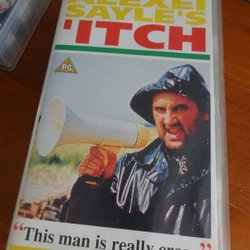 ALEXEI
SAYLE'S
'ITCH
PG
"This man is really